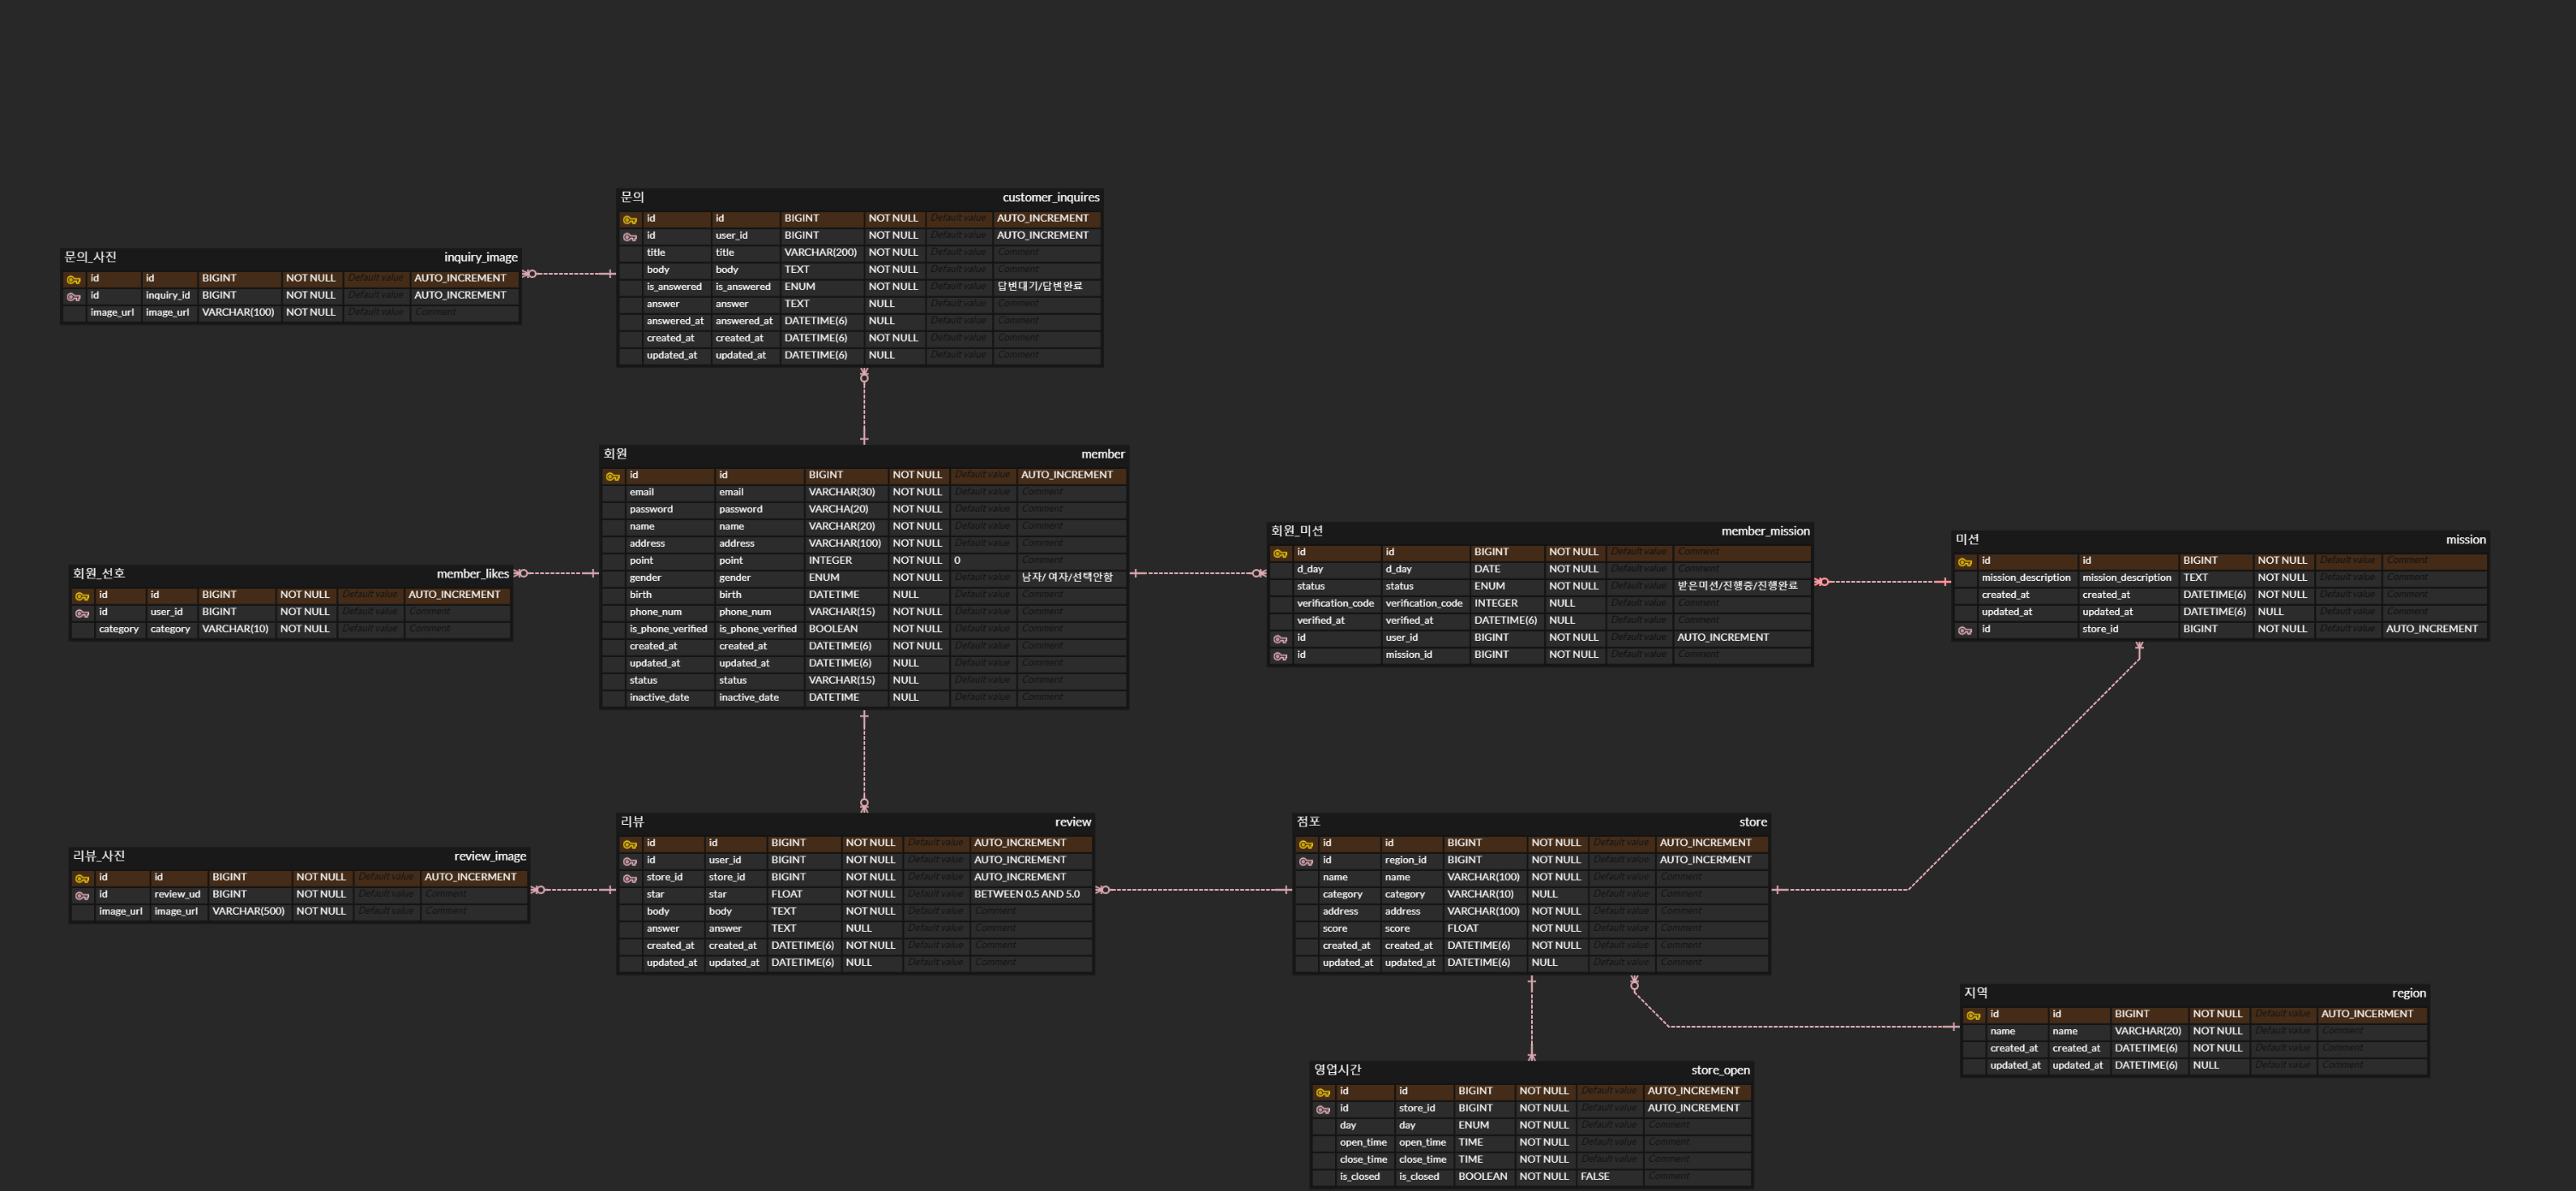 문의 customer_inquires
id id BIGINT NOT NULL Default value AUTO_INCREMENT
id user_id BIGINT NOT NULL Default value AUTO_INCREMENT
title title VARCHAR(200) NOT NULL Default value Comment
body body TEXT NOT NULL Default value Comment
is_answered is_answered ENUM NOT NULL Default value 답변대기/답변완료
answer answer TEXT NULL Default value Comment
answered_at answered_at DATETIME(6) NULL Default value Comment
created_at created_at DATETIME(6) NOT NULL Default value Comment
updated_at updated_at DATETIME(6) NULL Default value Comment
문의_사진 inquiry_image
id id BIGINT NOT NULL Default value AUTO_INCREMENT
id inquiry_id BIGINT NOT NULL Default value AUTO_INCREMENT
image_url image_url VARCHAR(100) NOT NULL Default value Comment
회원 member
id id BIGINT NOT NULL Default value AUTO_INCREMENT
email email VARCHAR(30) NOT NULL Default value Comment
password password VARCHA(20) NOT NULL Default value Comment
name name VARCHAR(20) NOT NULL Default value Comment
address address VARCHAR(100) NOT NULL Default value Comment
point point INTEGER NOT NULL 0 Comment
gender gender ENUM NOT NULL Default value 남자/ 여자/선택안함
birth birth DATETIME NULL Default value Comment
phone_num phone_num VARCHAR(15) NOT NULL Default value Comment
is_phone_verified is_phone_verified BOOLEAN NOT NULL Default value Comment
created_at created_at DATETIME(6) NOT NULL Default value Comment
updated_at updated_at DATETIME(6) NULL Default value Comment
status status VARCHAR(15) NULL Default value Comment
inactive_date inactive_date DATETIME NULL Default value Comment
회원_선호 member_likes
id id BIGINT NOT NULL Default value AUTO_INCREMENT
id user_id BIGINT NOT NULL Default value Comment
category category VARCHAR(10) NOT NULL Default value Comment
회원_미션 member_mission
id id BIGINT NOT NULL Default value Comment
d_day d_day DATE NOT NULL Default value Comment
status status ENUM NOT NULL Default value 받은미션/진행중/진행완료
verification_code verification_code INTEGER NULL Default value Comment
verified_at verified_at DATETIME(6) NULL Default value Comment
id user_id BIGINT NOT NULL Default value AUTO_INCREMENT
id mission_id BIGINT NOT NULL Default value Comment
미션 mission
id id BIGINT NOT NULL Default value Comment
mission_description mission_description TEXT NOT NULL Default value Comment
created_at created_at DATETIME(6) NOT NULL Default value Comment
updated_at updated_at DATETIME(6) NULL Default value Comment
id store_id BIGINT NOT NULL Default value AUTO_INCREMENT
리뷰 review
id id BIGINT NOT NULL Default value AUTO_INCREMENT
id user_id BIGINT NOT NULL Default value AUTO_INCREMENT
store_id store_id BIGINT NOT NULL Default value AUTO_INCREMENT
star star FLOAT NOT NULL Default value BETWEEN 0.5 AND 5.0
body body TEXT NOT NULL Default value Comment
answer answer TEXT NULL Default value Comment
created_at created_at DATETIME(6) NOT NULL Default value Comment
updated_at updated_at DATETIME(6) NULL Default value Comment
리뷰_사진 review_image
id id BIGINT NOT NULL Default value AUTO_INCERMENT
id review_ud BIGINT NOT NULL Default value Comment
image_url image_url VARCHAR(500) NOT NULL Default value Comment
점포 store
id id BIGINT NOT NULL Default value AUTO_INCREMENT
id region_id BIGINT NOT NULL Default value AUTO_INCERMENT
name name VARCHAR(100) NOT NULL Default value Comment
category category VARCHAR(10) NULL Default value Comment
address address VARCHAR(100) NOT NULL Default value Comment
score score FLOAT NOT NULL Default value Comment
created_at created_at DATETIME(6) NOT NULL Default value Comment
updated_at updated_at DATETIME(6) NULL Default value Comment
지역 region
id id BIGINT NOT NULL Default value AUTO_INCERMENT
name name VARCHAR(20) NOT NULL Default value Comment
created_at created_at DATETIME(6) NOT NULL Default value Comment
updated_at updated_at DATETIME(6) NULL Default value Comment
영업시간 store_open
id id BIGINT NOT NULL Default value AUTO_INCREMENT
id store_id BIGINT NOT NULL Default value AUTO_INCREMENT
day day ENUM NOT NULL Default value Comment
open_time open_time TIME NOT NULL Default value Comment
close_time close_time TIME NOT NULL Default value Comment
is_closed is_closed BOOLEAN NOT NULL FALSE Comment